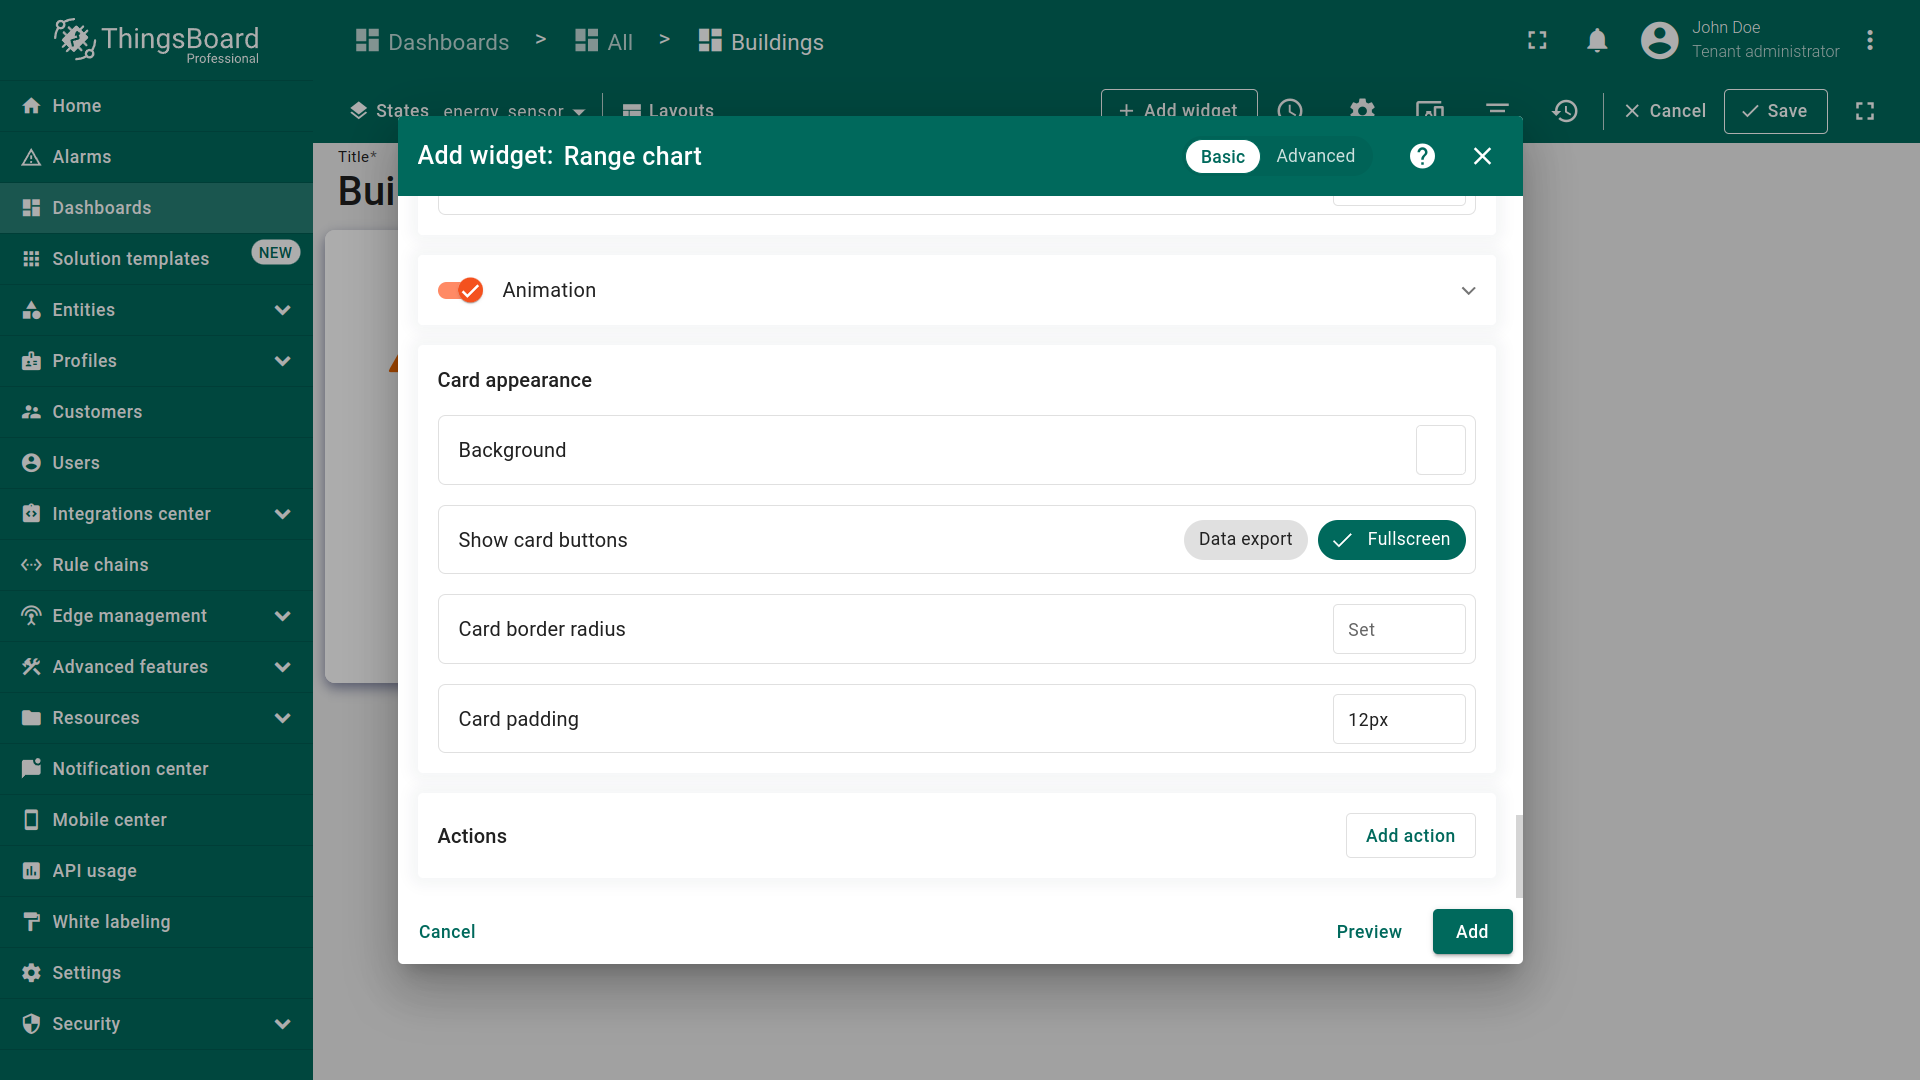 ThingsBoard
Professional
Dashboards > All > Buildings
John Doe
Tenant administrator
Home
Alarms
Dashboards
Solution templates NEW
Entities
Profiles
Customers
Users
Integrations center
Rule chains
Edge management
Advanced features
Resources
Notification center
Mobile center
API usage
White labeling
Settings
Security
States energy_sensor Layouts
Add widget
Cancel
Save
Title*
Bui
Add widget: Range chart
Basic Advanced
Animation
Card appearance
Background
Show card buttons Data export Fullscreen
Card border radius Set
Card padding 12px
Actions Add action
Cancel Preview Add